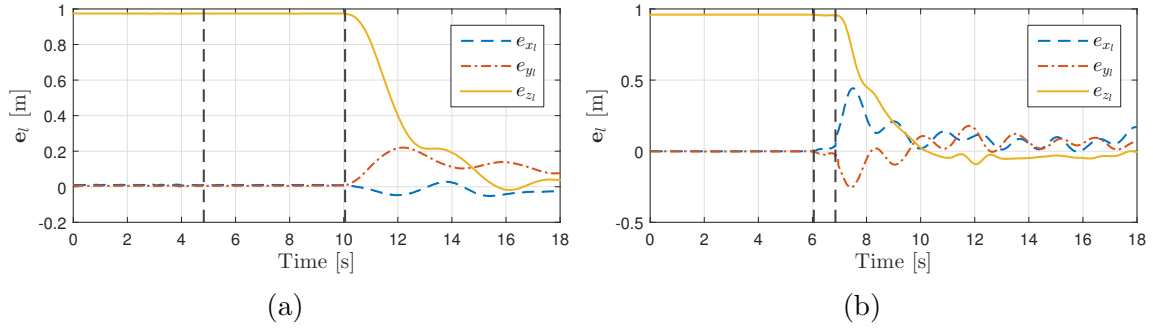 1
0.8
0.6
0.4
0.2
0
-0.2
e_l [m]
0 2 4 6 8 10 12 14 16 18
Time [s]
e_{x_l}
e_{y_l}
e_{z_l}
(a)
1
0.5
0
-0.5
e_l [m]
0 2 4 6 8 10 12 14 16 18
Time [s]
e_{x_l}
e_{y_l}
e_{z_l}
(b)